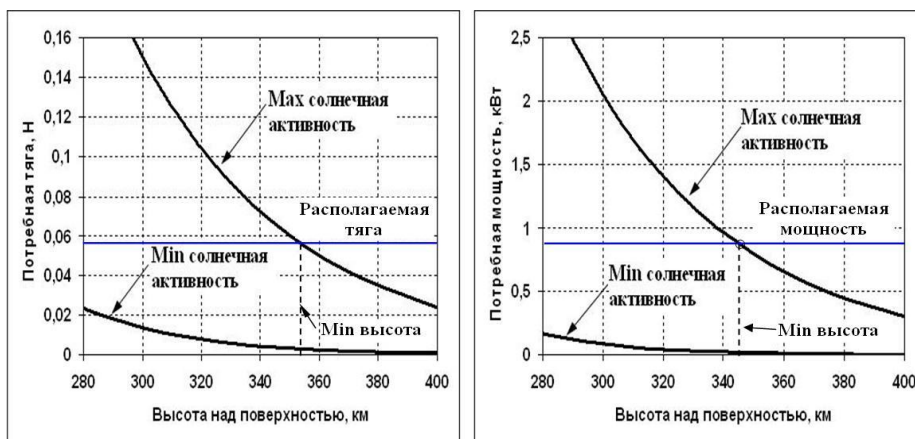 Потребная тяга, Н
0,16
0,14
0,12
0,1
0,08
0,06
0,04
0,02
0
Max солнечная
активность
Располагаемая
тяга
Min солнечная
активность
Min высота
280 300 320 340 360 380 400
Высота над поверхностью, км
Потребная мощность, кВт
2,5
2
1,5
1
0,5
0
Max солнечная
активность
Располагаемая
мощность
Min солнечная
активность
Min высота
280 300 320 340 360 380 400
Высота над поверхностью, км